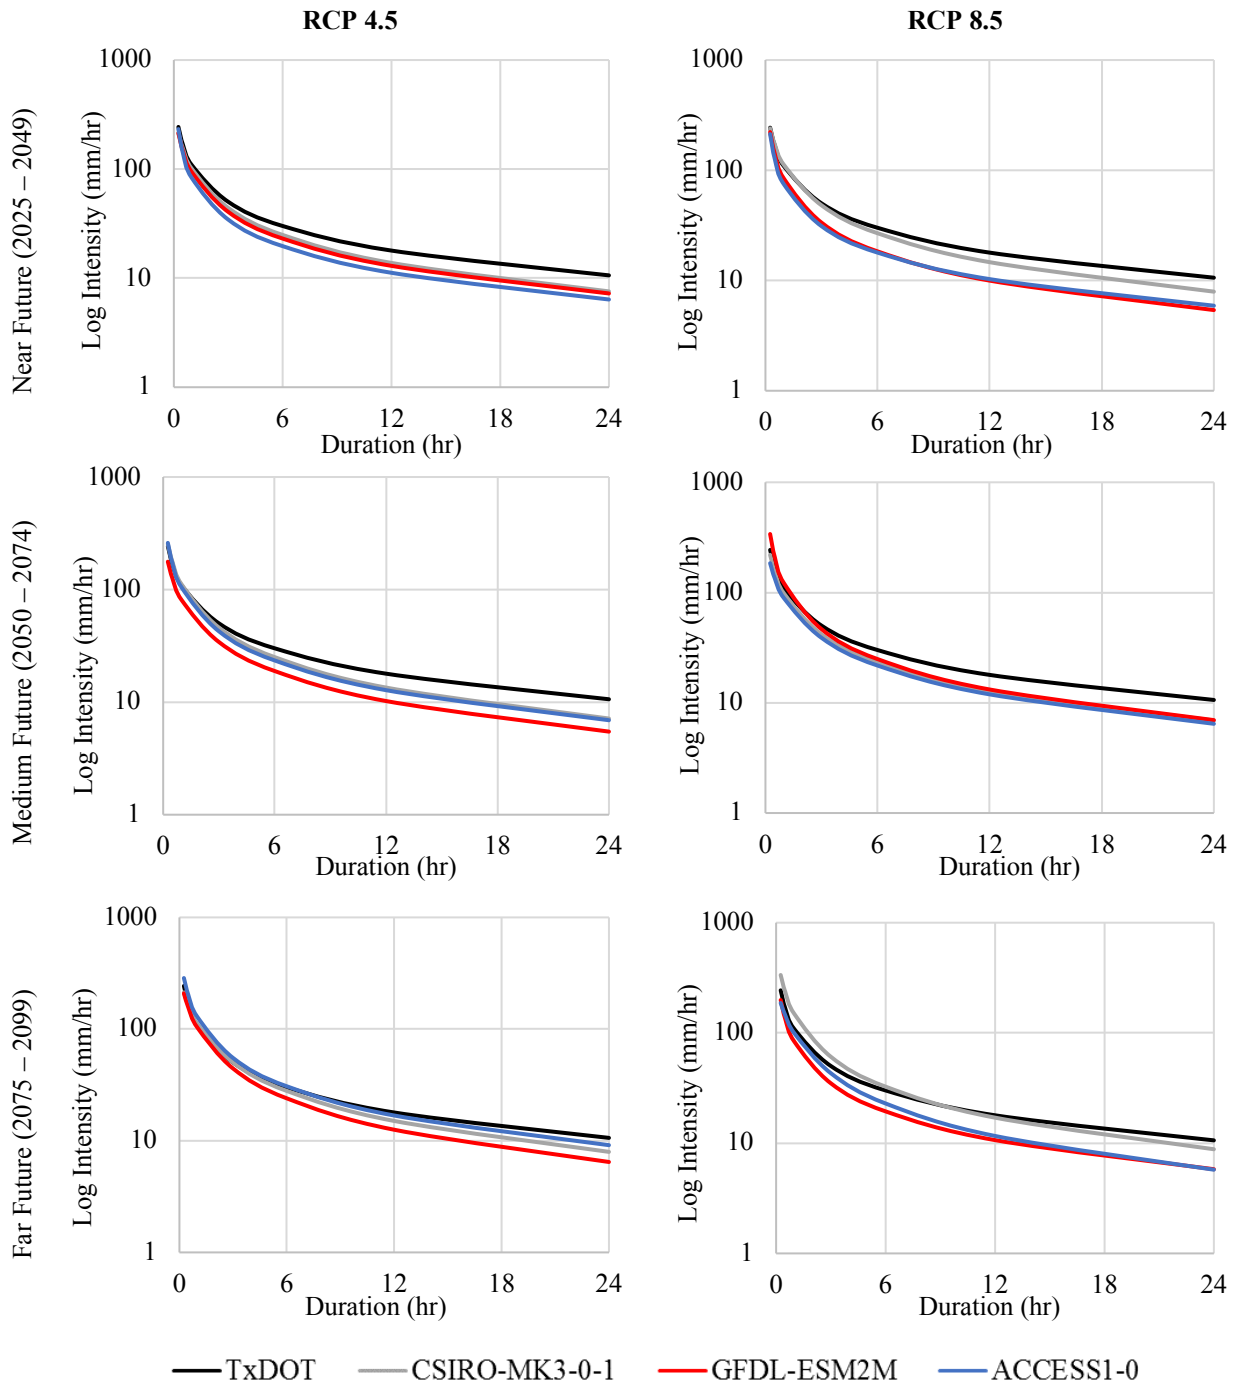 RCP 4.5
RCP 8.5
Near Future (2025 – 2049)
Log Intensity (mm/hr)
1000
100
10
1
0 6 12 18 24
Duration (hr)
Log Intensity (mm/hr)
1000
100
10
1
0 6 12 18 24
Duration (hr)
Medium Future (2050 – 2074)
Log Intensity (mm/hr)
1000
100
10
1
0 6 12 18 24
Duration (hr)
Log Intensity (mm/hr)
1000
100
10
1
0 6 12 18 24
Duration (hr)
Far Future (2075 – 2099)
Log Intensity (mm/hr)
1000
100
10
1
0 6 12 18 24
Duration (hr)
Log Intensity (mm/hr)
1000
100
10
1
0 6 12 18 24
Duration (hr)
TxDOT CSIRO-MK3-0-1 GFDL-ESM2M ACCESS1-0